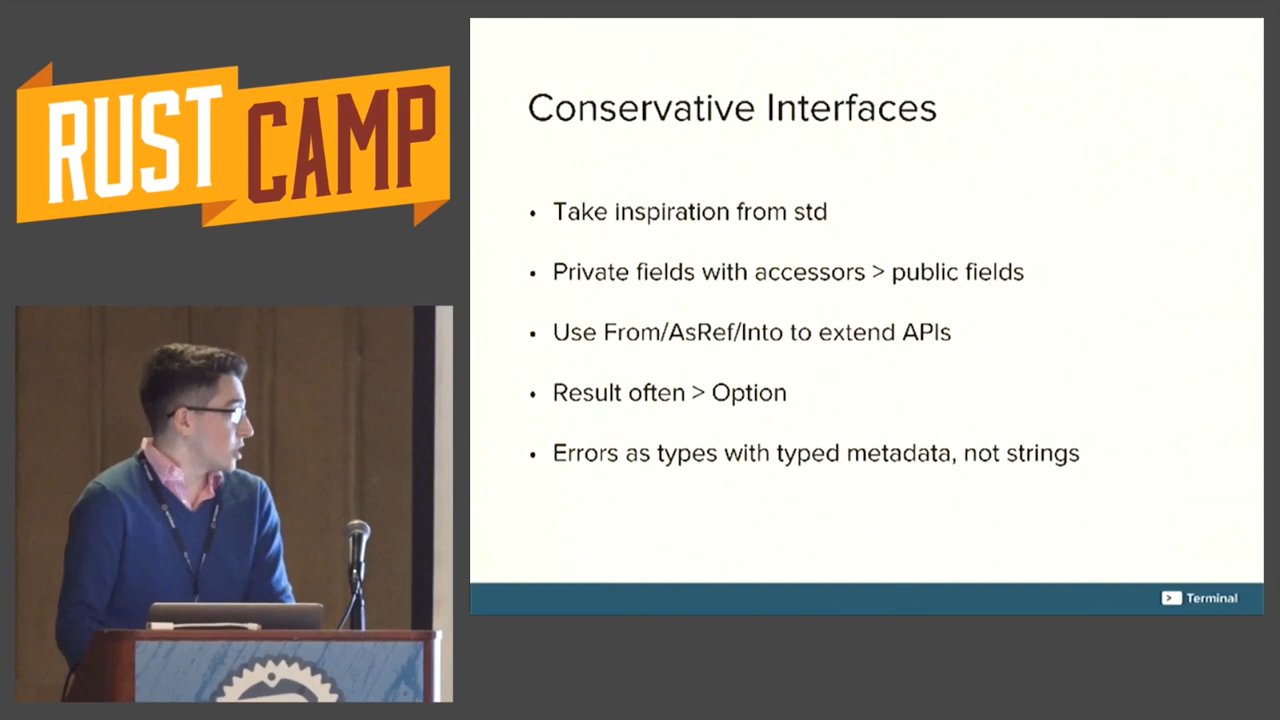 RUST CAMP
Conservative Interfaces
• Take inspiration from std
• Private fields with accessors > public fields
• Use From/AsRef/Into to extend APIs
• Result often > Option
• Errors as types with typed metadata, not strings
Terminal